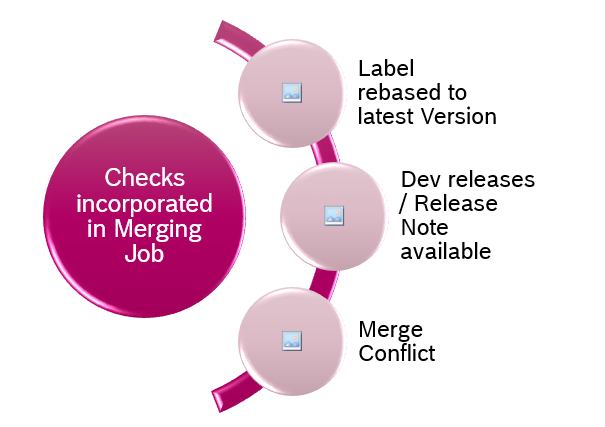 Checks
incorporated
in Merging
Job
Label
rebased to
latest Version
Dev releases
/ Release
Note
available
Merge
Conflict